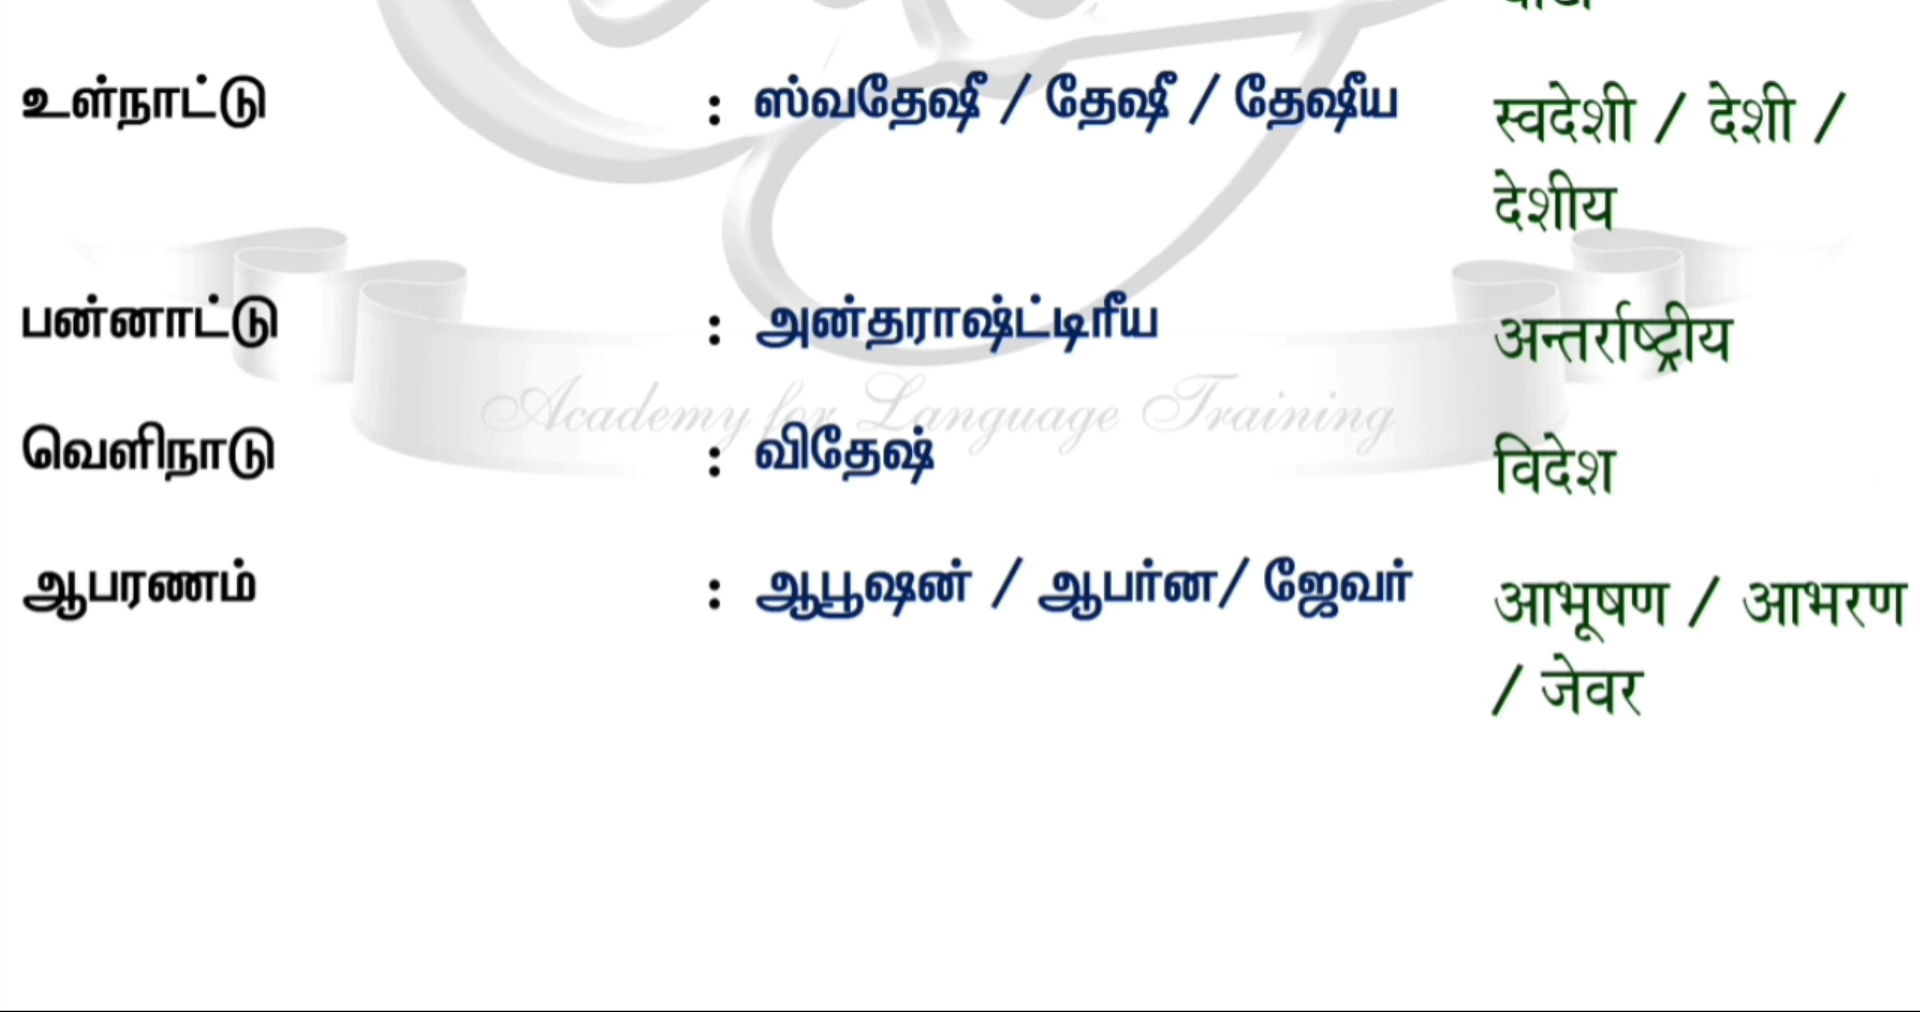 உள்நாட்டு : ஸ்வதேஷீ / தேஷீ / தேஷீய स्वदेशी / देशी /
देशीय
பன்னாட்டு : அன்தராஷ்ட்டிரீய अन्तर्राष्ट्रीय
Academy for Language Training
வெளிநாடு : விதேஷ் विदेश
ஆபரணம் : ஆபூஷன் / ஆபர்ன/ ஜேவர் आभूषण / आभरण
/ जेवर